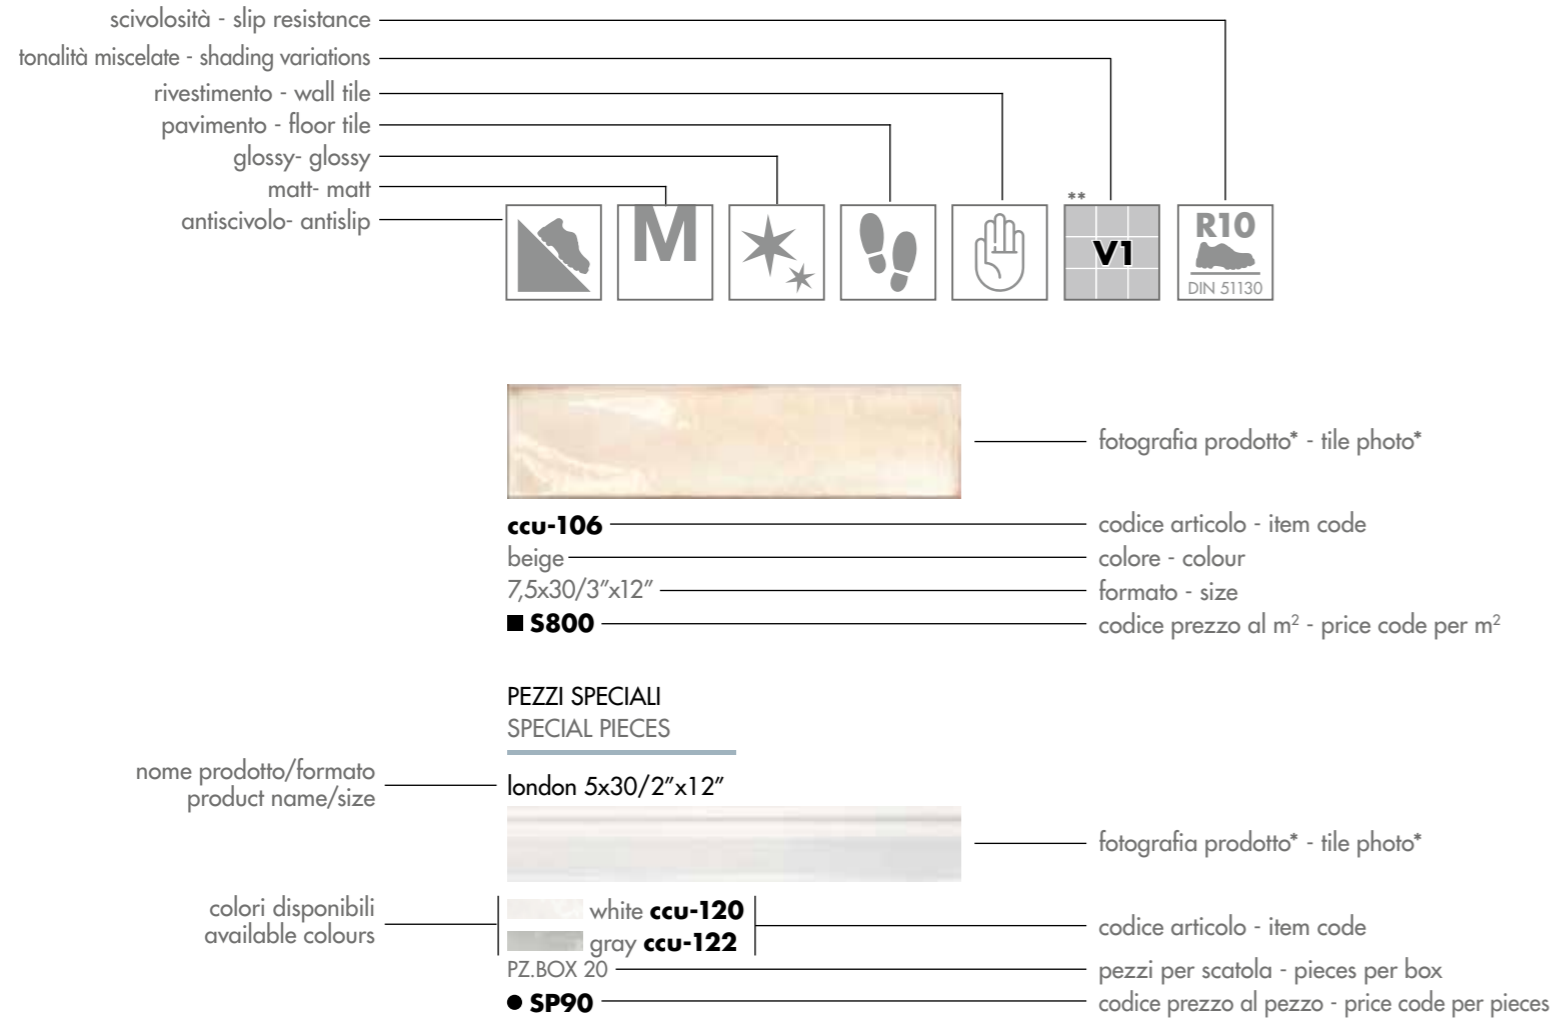 scivolosità - slip resistance
tonalità miscelate - shading variations
rivestimento - wall tile
pavimento - floor tile
glossy- glossy
matt- matt
antiscivolo- antislip
M
**
V1
R10
DIN 51130
fotografia prodotto* - tile photo*
ccu-106
codice articolo - item code
beige
colore - colour
7,5x30/3”x12”
formato - size
■ S800
codice prezzo al m² - price code per m²
PEZZI SPECIALI
SPECIAL PIECES
nome prodotto/formato
product name/size
london 5x30/2”x12”
fotografia prodotto* - tile photo*
colori disponibili
available colours
white ccu-120
gray ccu-122
codice articolo - item code
PZ.BOX 20
pezzi per scatola - pieces per box
● SP90
codice prezzo al pezzo - price code per pieces